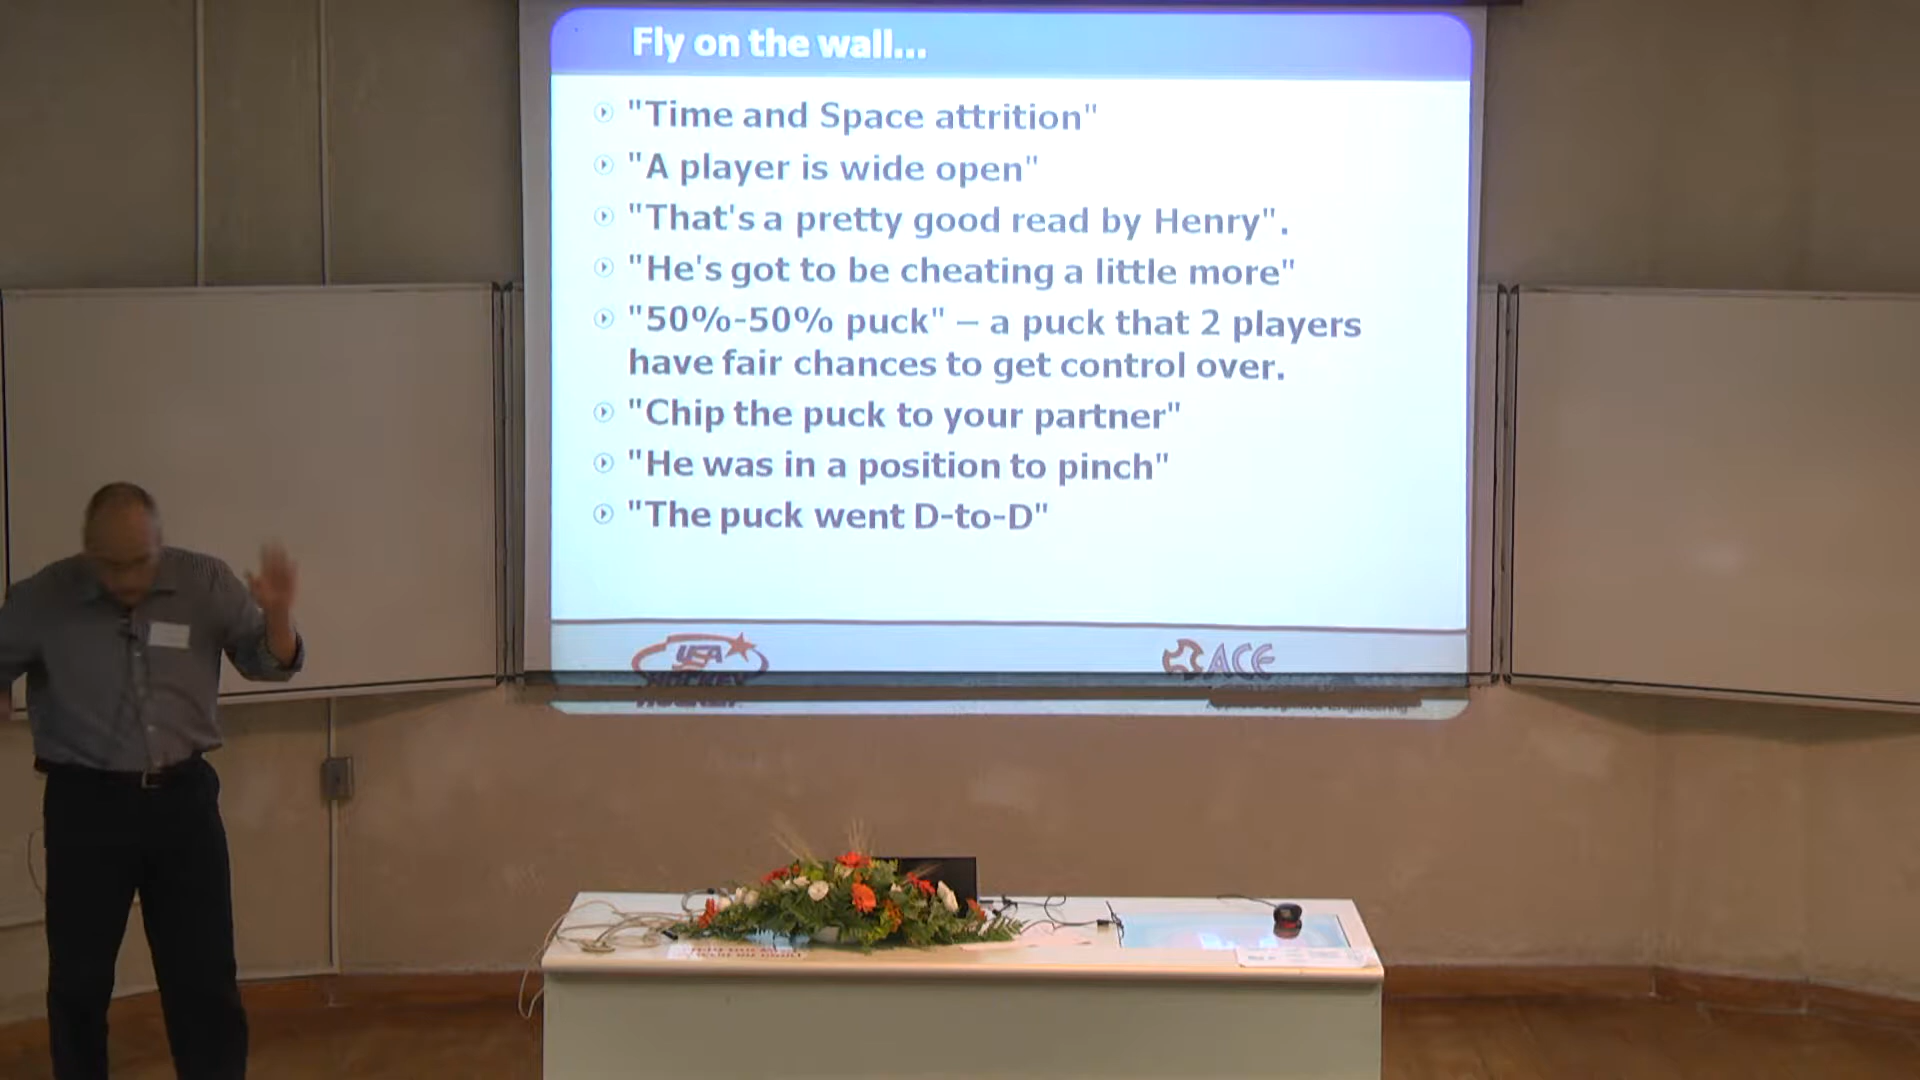 Fly on the wall...
"Time and Space attrition"
"A player is wide open"
"That's a pretty good read by Henry".
"He's got to be cheating a little more"
"50%-50% puck" – a puck that 2 players
have fair chances to get control over.
"Chip the puck to your partner"
"He was in a position to pinch"
"The puck went D-to-D"
USA
HOCKEY
ACE